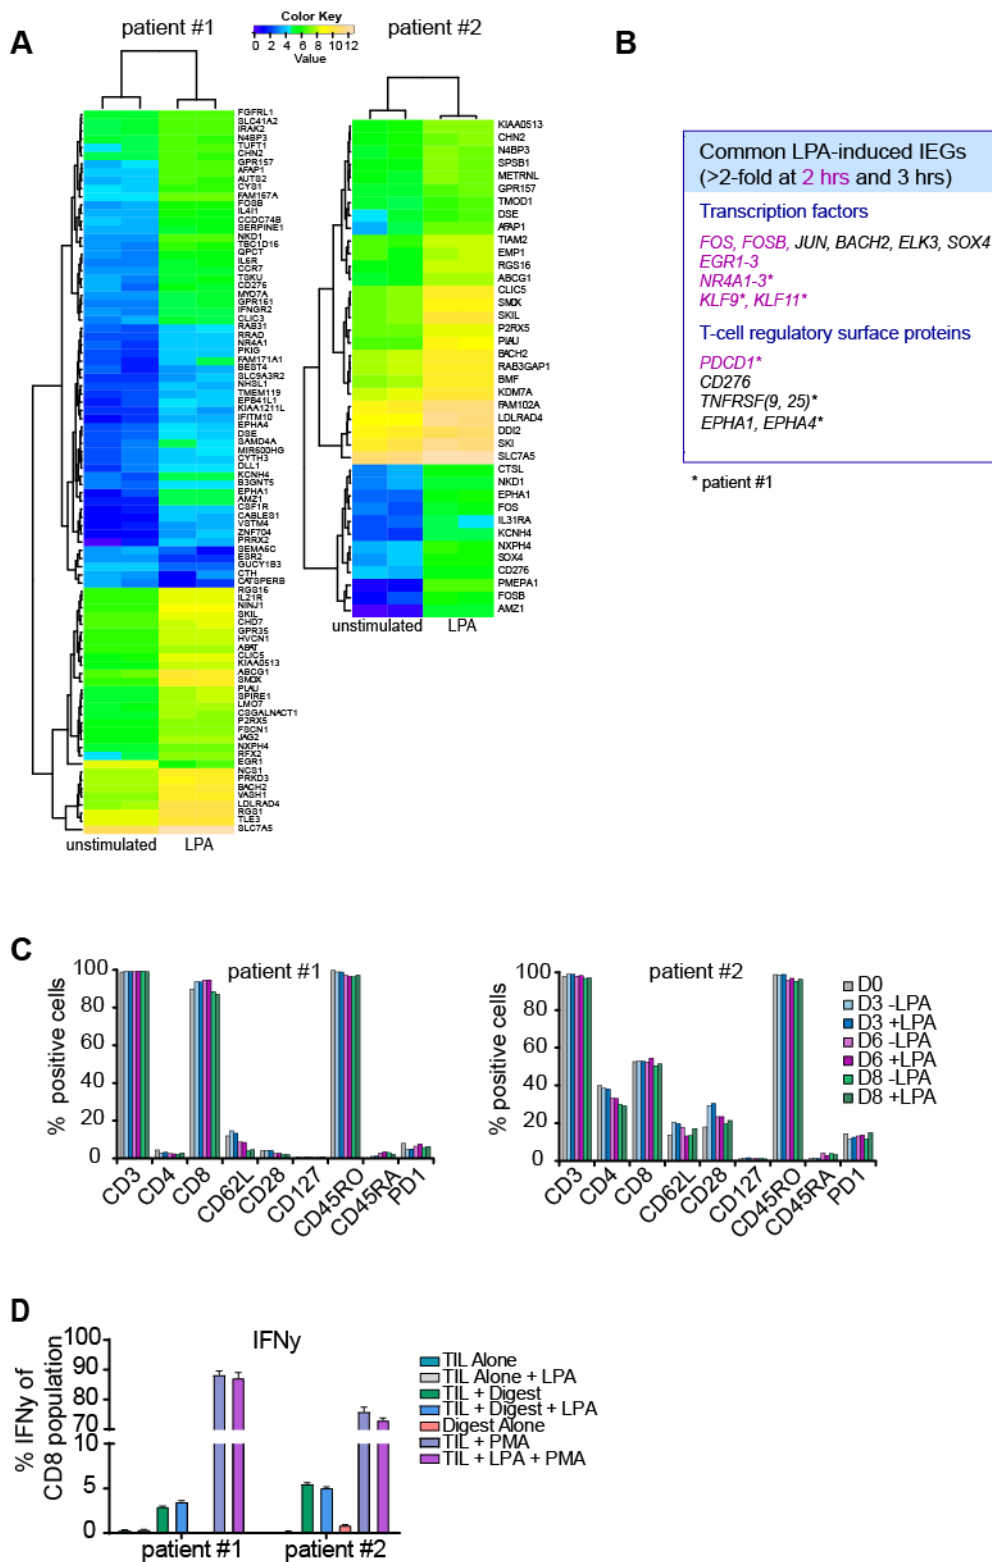 A
patient #1
Color Key
0 2 4 6 8 10 12
Value
patient #2
B
FGFRL1
SLC41A2
IRAK2
N4BP3
TUFT1
CHN2
GPR157
AFAP1
AUTS2
CYS1
FAM167A
FOSB
IL4I1
CCDC74B
SERPINE1
NKD1
TBC1D16
QPCT
IL6R
CCR7
TSKU
CD276
MYO7A
GPR161
IFNGR2
CLIC3
RAB31
RRAD
NR4A1
PKIG
FAM171A1
BEST4
SLC9A3R2
NHSL1
TMEM119
EPB41L1
KIAA1211L
IFITM10
EPHA4
DSE
SAMD4A
MIR600HG
CYTH3
DLL1
KCNH4
B3GNT5
EPHA1
AMZ1
CSF1R
CABLES1
VSTM4
ZNF704
PRRX2
SEMA6C
ESR2
GUCY1B3
CTH
CATSPERB
RGS16
IL21R
NINJ1
SKIL
CHD7
GPR35
HVCN1
ABAT
CLIC5
KIAA0513
ABCG1
SMOX
PLAU
SPIRE1
LMO7
CSGALNACT1
P2RX5
FSCN1
JAG2
NXPH4
RFX2
EGR1
NCS1
PRKD3
BACH2
VASH1
LDLRAD4
RGS1
TLE3
SLC7A5
unstimulated LPA
KIAA0513
CHN2
N4BP3
SPSB1
METRNL
GPR157
TMOD1
DSE
AFAP1
TIAM2
EMP1
RGS16
ABCG1
CLIC5
SMOX
SKIL
P2RX5
PLAU
BACH2
RAB3GAP1
BMF
KDM7A
FAM102A
LDLRAD4
DDI2
SKI
SLC7A5
CTSL
NKD1
EPHA1
FOS
IL31RA
KCNH4
NXPH4
SOX4
CD276
PMEPA1
FOSB
AMZ1
unstimulated LPA
Common LPA-induced IEGs
(>2-fold at 2 hrs and 3 hrs)
Transcription factors
FOS, FOSB, JUN, BACH2, ELK3, SOX4
EGR1-3
NR4A1-3*
KLF9*, KLF11*
T-cell regulatory surface proteins
PDCD1*
CD276
TNFRSF(9, 25)*
EPHA1, EPHA4*
* patient #1
C
patient #1
% positive cells
100
80
60
40
20
0
CD3 CD4 CD8 CD62L CD28 CD127 CD45RO CD45RA PD1
patient #2
% positive cells
100
80
60
40
20
0
CD3 CD4 CD8 CD62L CD28 CD127 CD45RO CD45RA PD1
D0
D3 -LPA
D3 +LPA
D6 -LPA
D6 +LPA
D8 -LPA
D8 +LPA
D
IFNy
% IFNy of
CD8 population
100
90
80
70
10
5
0
patient #1 patient #2
TIL Alone
TIL Alone + LPA
TIL + Digest
TIL + Digest + LPA
Digest Alone
TIL + PMA
TIL + LPA + PMA